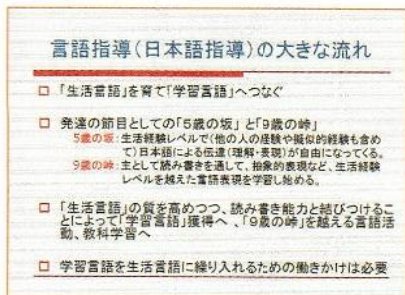 言語指導(日本語指導)の大きな流れ
□ 「生活言語」を育て「学習言語」へつなぐ
□ 発達の節目としての「5歳の坂」と「9歳の峠」
5歳の坂:生活経験レベルで(他の人の経験や擬似的経験も含め
て)日本語による伝達(理解・表現)が自由になってくる。
9歳の峠:主として読み書きを通して、抽象的表現など、生活経験
レベルを越えた言語表現を学習し始める。
□ 「生活言語」の質を高めつつ、読み書き能力と結びつけるこ
とによって「学習言語」獲得へ、「9歳の峠」を越える言語活
動、教科学習へ
□ 学習言語を生活言語に繰り入れるための働きかけは必要